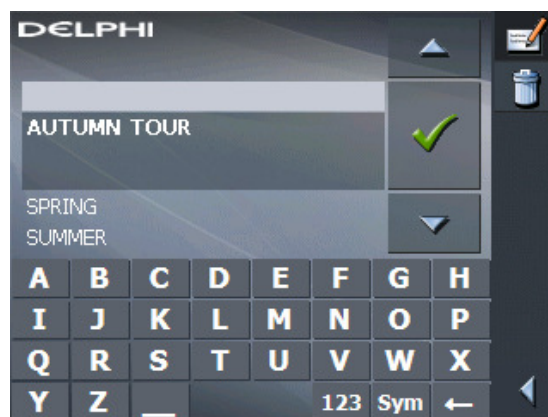 DELPHI
AUTUMN TOUR
SPRING
SUMMER
A B C D E F G H
I J K L M N O P
Q R S T U V W X
Y Z _ 123 Sym ←